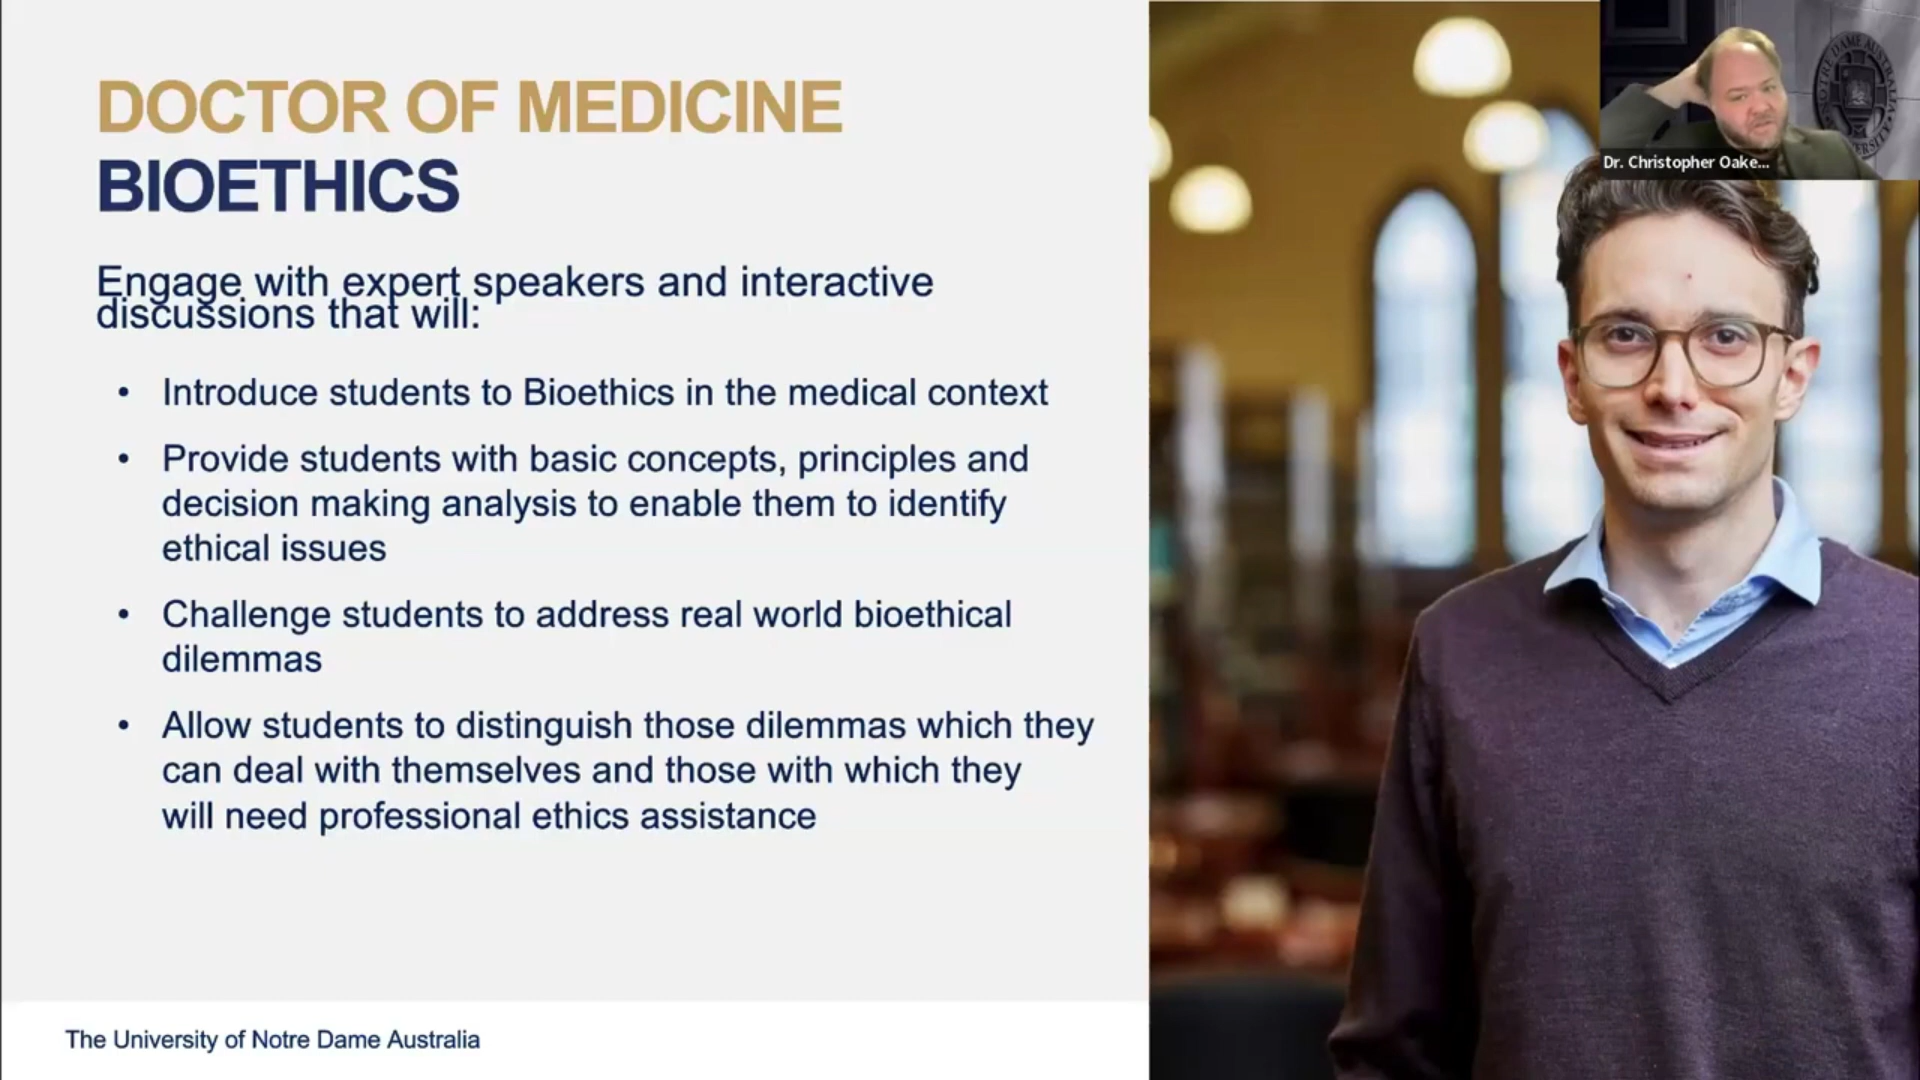 DOCTOR OF MEDICINE
BIOETHICS
Engage with expert speakers and interactive
discussions that will:
• Introduce students to Bioethics in the medical context
• Provide students with basic concepts, principles and
decision making analysis to enable them to identify
ethical issues
• Challenge students to address real world bioethical
dilemmas
• Allow students to distinguish those dilemmas which they
can deal with themselves and those with which they
will need professional ethics assistance
The University of Notre Dame Australia
Dr. Christopher Oake...
NOTRE DAME AUSTRALIA